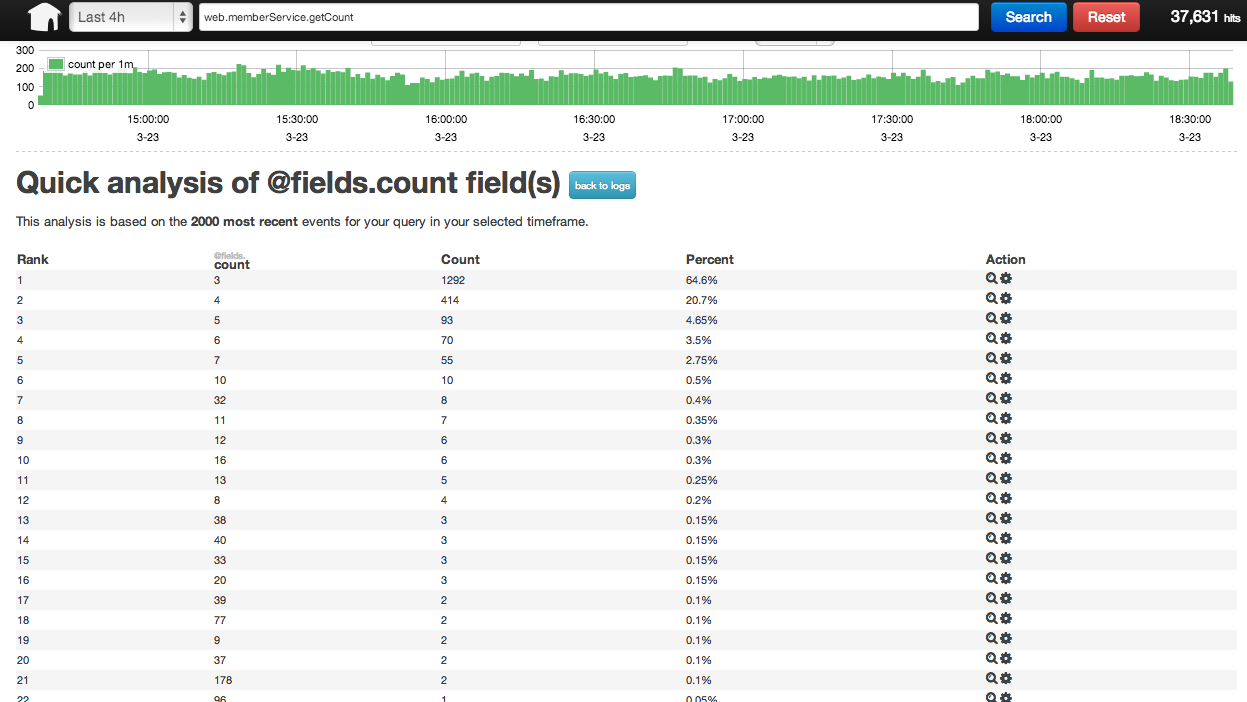 Last 4h web.memberService.getCount Search Reset 37,631 hits
300
count per 1m
200
100
0
15:00:00 15:30:00 16:00:00 16:30:00 17:00:00 17:30:00 18:00:00 18:30:00
3-23 3-23 3-23 3-23 3-23 3-23 3-23 3-23
Quick analysis of @fields.count field(s) back to logs
This analysis is based on the 2000 most recent events for your query in your selected timeframe.
Rank @fields.count Count Percent Action
1 3 1292 64.6%
2 4 414 20.7%
3 5 93 4.65%
4 6 70 3.5%
5 7 55 2.75%
6 10 10 0.5%
7 32 8 0.4%
8 11 7 0.35%
9 12 6 0.3%
10 16 6 0.3%
11 13 5 0.25%
12 8 4 0.2%
13 38 3 0.15%
14 40 3 0.15%
15 33 3 0.15%
16 20 3 0.15%
17 39 2 0.1%
18 77 2 0.1%
19 9 2 0.1%
20 37 2 0.1%
21 178 2 0.1%
22 96 1 0.05%